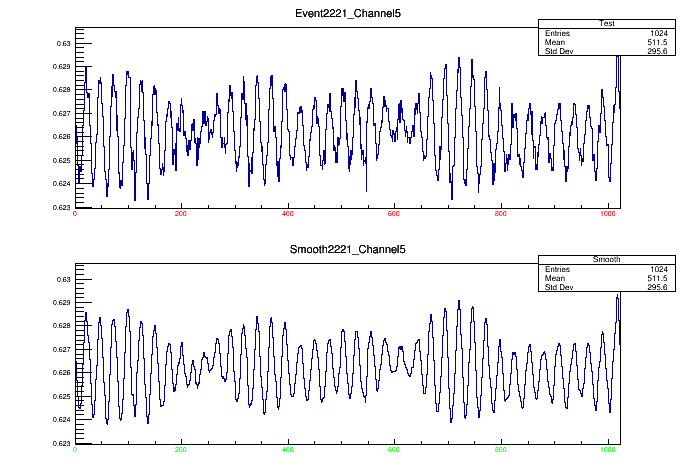 Event2221_Channel5
Test
Entries 1024
Mean 511.5
Std Dev 295.6
0.63
0.629
0.628
0.627
0.626
0.625
0.624
0.623
0 200 400 600 800 1000
Smooth2221_Channel5
Smooth
Entries 1024
Mean 511.5
Std Dev 295.6
0.63
0.629
0.628
0.627
0.626
0.625
0.624
0.623
0 200 400 600 800 1000